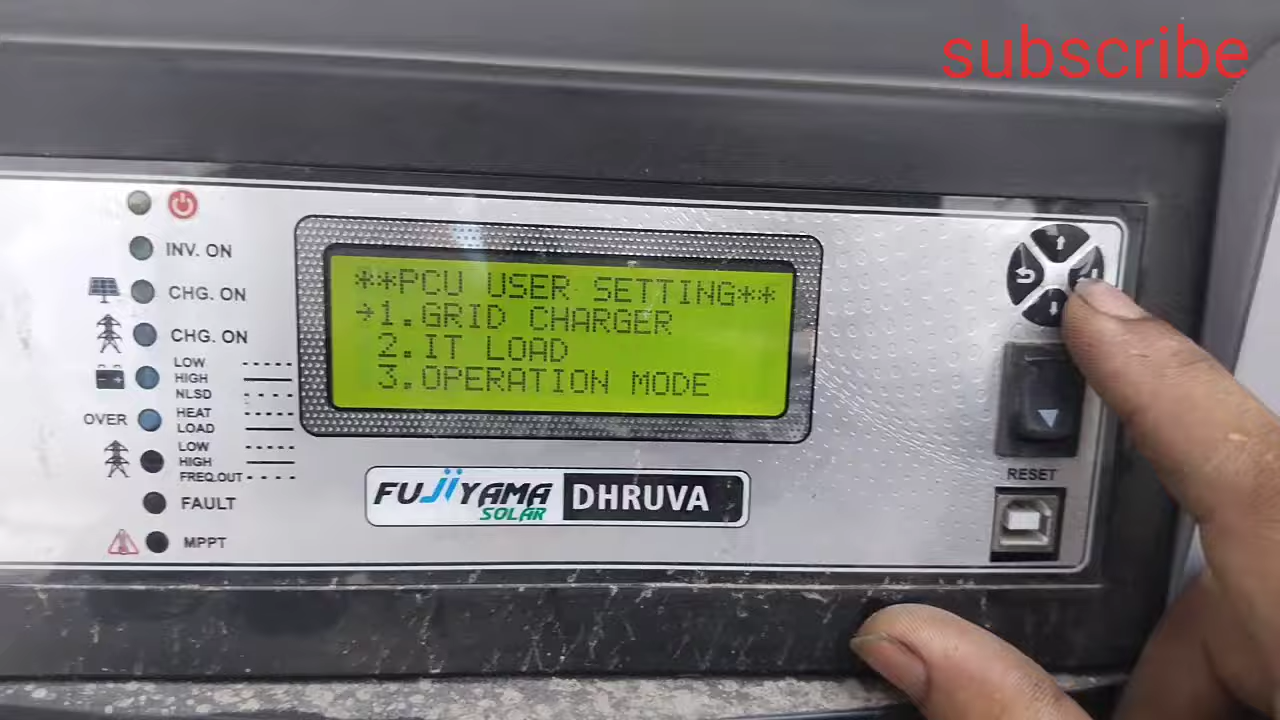 subscribe
INV. ON
CHG. ON
CHG. ON
LOW
HIGH
NLSD
OVER
HEAT
LOAD
LOW
HIGH
FREQ.OUT
FAULT
MPPT
**PCU USER SETTING**
→1.GRID CHARGER
2.IT LOAD
3.OPERATION MODE
FUJIYAMA
SOLAR
DHRUVA
RESET